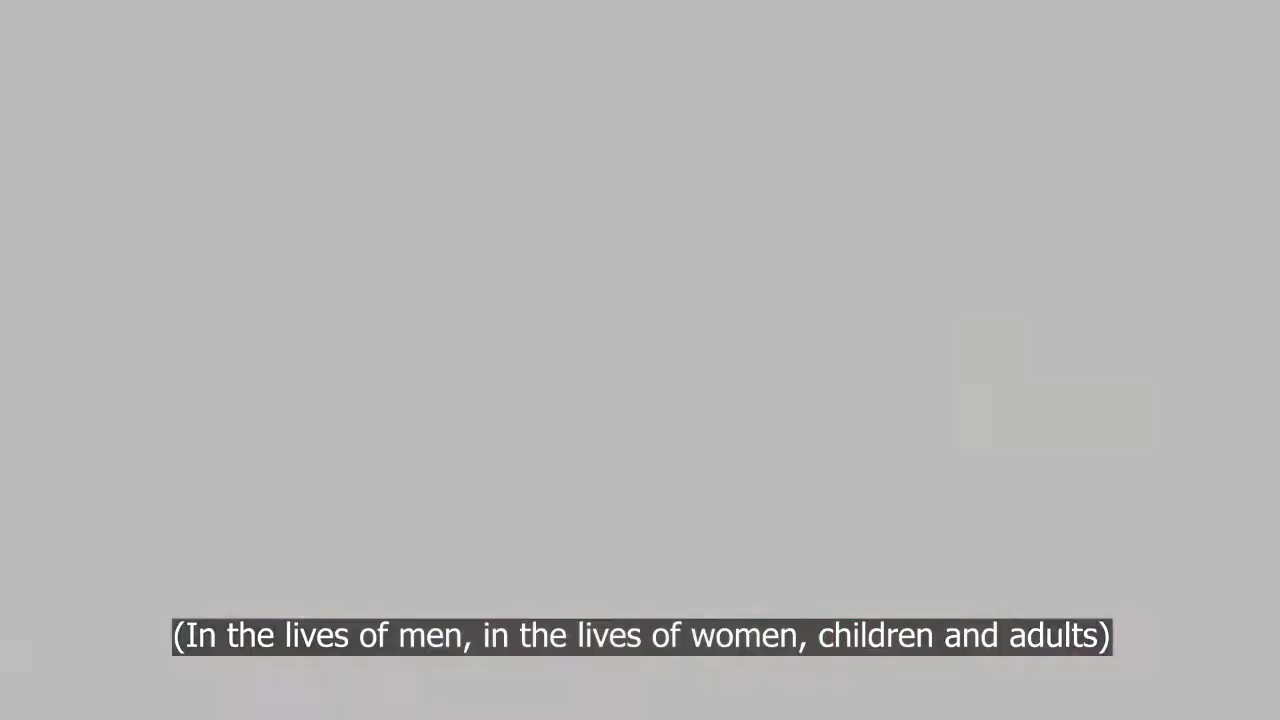 (In the lives of men, in the lives of women, children and adults)